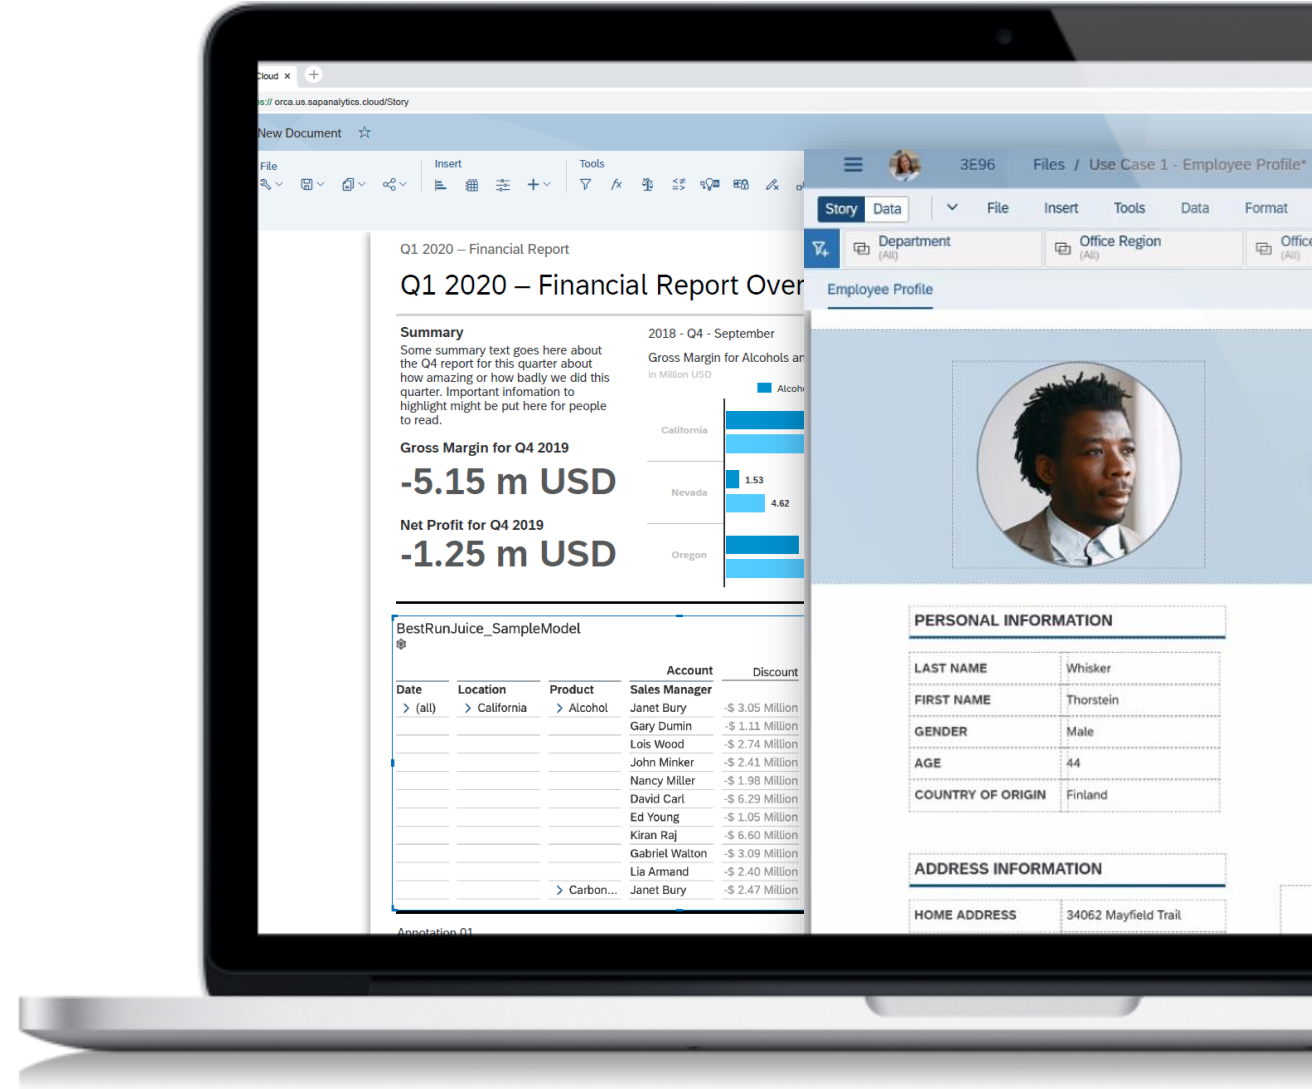 Cloud ×
s:// orca.us.sapanalytics.cloud/Story
New Document
File
Insert
Tools
Q1 2020 – Financial Report
Q1 2020 – Financial Report Over
Summary
Some summary text goes here about
the Q4 report for this quarter about
how amazing or how badly we did this
quarter. Important infomation to
highlight might be put here for people
to read.
Gross Margin for Q4 2019
-5.15 m USD
Net Profit for Q4 2019
-1.25 m USD
2018 - Q4 - September
Gross Margin for Alcohols an
in Million USD
Alcoh
California
Nevada
1.53
4.62
Oregon
BestRunJuice_SampleModel
Account Discount
Date Location Product Sales Manager
(all) California Alcohol Janet Bury -$ 3.05 Million
Gary Dumin -$ 1.11 Million
Lois Wood -$ 2.74 Million
John Minker -$ 2.41 Million
Nancy Miller -$ 1.98 Million
David Carl -$ 6.29 Million
Ed Young -$ 1.05 Million
Kiran Raj -$ 6.60 Million
Gabriel Walton -$ 3.09 Million
Lia Armand -$ 2.40 Million
Carbon... Janet Bury -$ 2.47 Million
Annotation 01
3E96 Files / Use Case 1 - Employee Profile*
Story Data File Insert Tools Data Format
Department
(All)
Office Region
(All)
Office
(All)
Employee Profile
PERSONAL INFORMATION
LAST NAME Whisker
FIRST NAME Thorstein
GENDER Male
AGE 44
COUNTRY OF ORIGIN Finland
ADDRESS INFORMATION
HOME ADDRESS 34062 Mayfield Trail